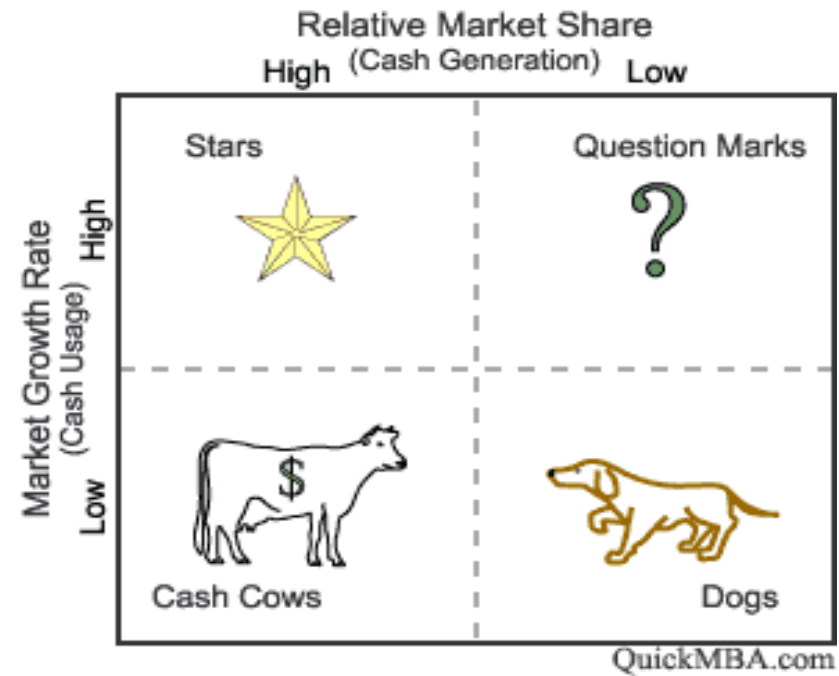 Relative Market Share
(Cash Generation)
High
Low
Stars
Question Marks
Market Growth Rate
(Cash Usage)
High
Low
?
$
Cash Cows
Dogs
QuickMBA.com